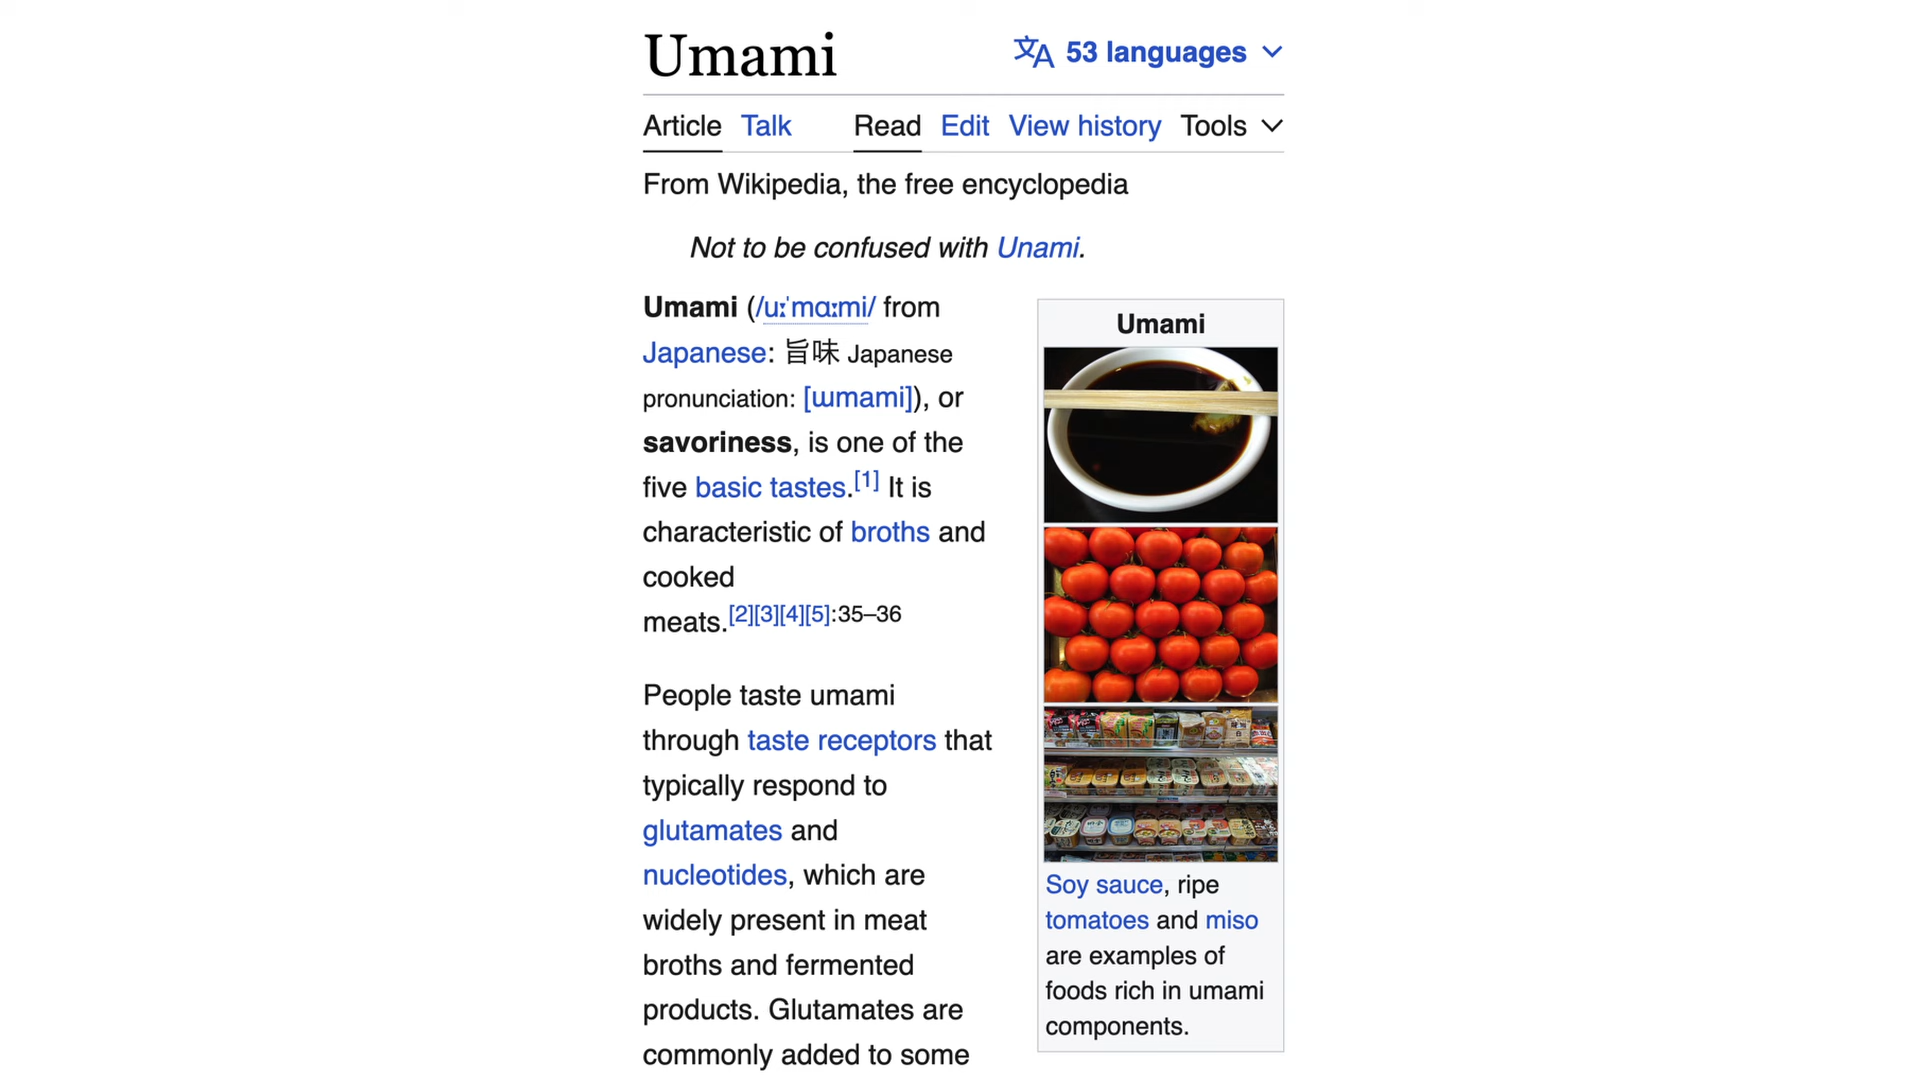 Umami
53 languages
Article Talk Read Edit View history Tools
From Wikipedia, the free encyclopedia
Not to be confused with Unami.
Umami (/uːˈmɑːmi/ from
Japanese: 旨味 Japanese
pronunciation: [ɯmami]), or
savoriness, is one of the
five basic tastes.[1] It is
characteristic of broths and
cooked
meats.[2][3][4][5]:35–36
People taste umami
through taste receptors that
typically respond to
glutamates and
nucleotides, which are
widely present in meat
broths and fermented
products. Glutamates are
commonly added to some
Umami
Soy sauce, ripe
tomatoes and miso
are examples of
foods rich in umami
components.